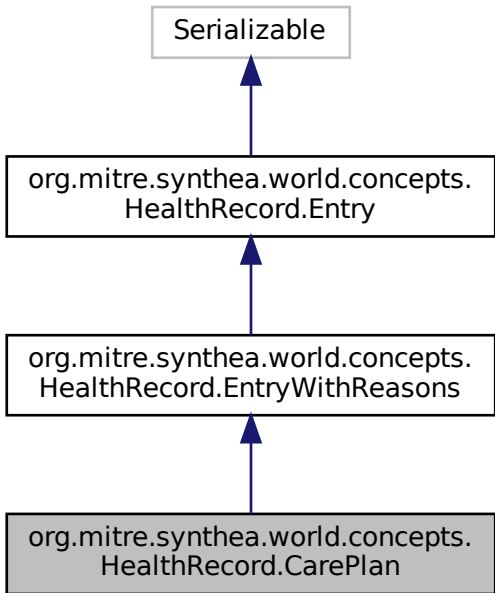 Serializable
org.mitre.synthea.world.concepts.
HealthRecord.Entry
org.mitre.synthea.world.concepts.
HealthRecord.EntryWithReasons
org.mitre.synthea.world.concepts.
HealthRecord.CarePlan